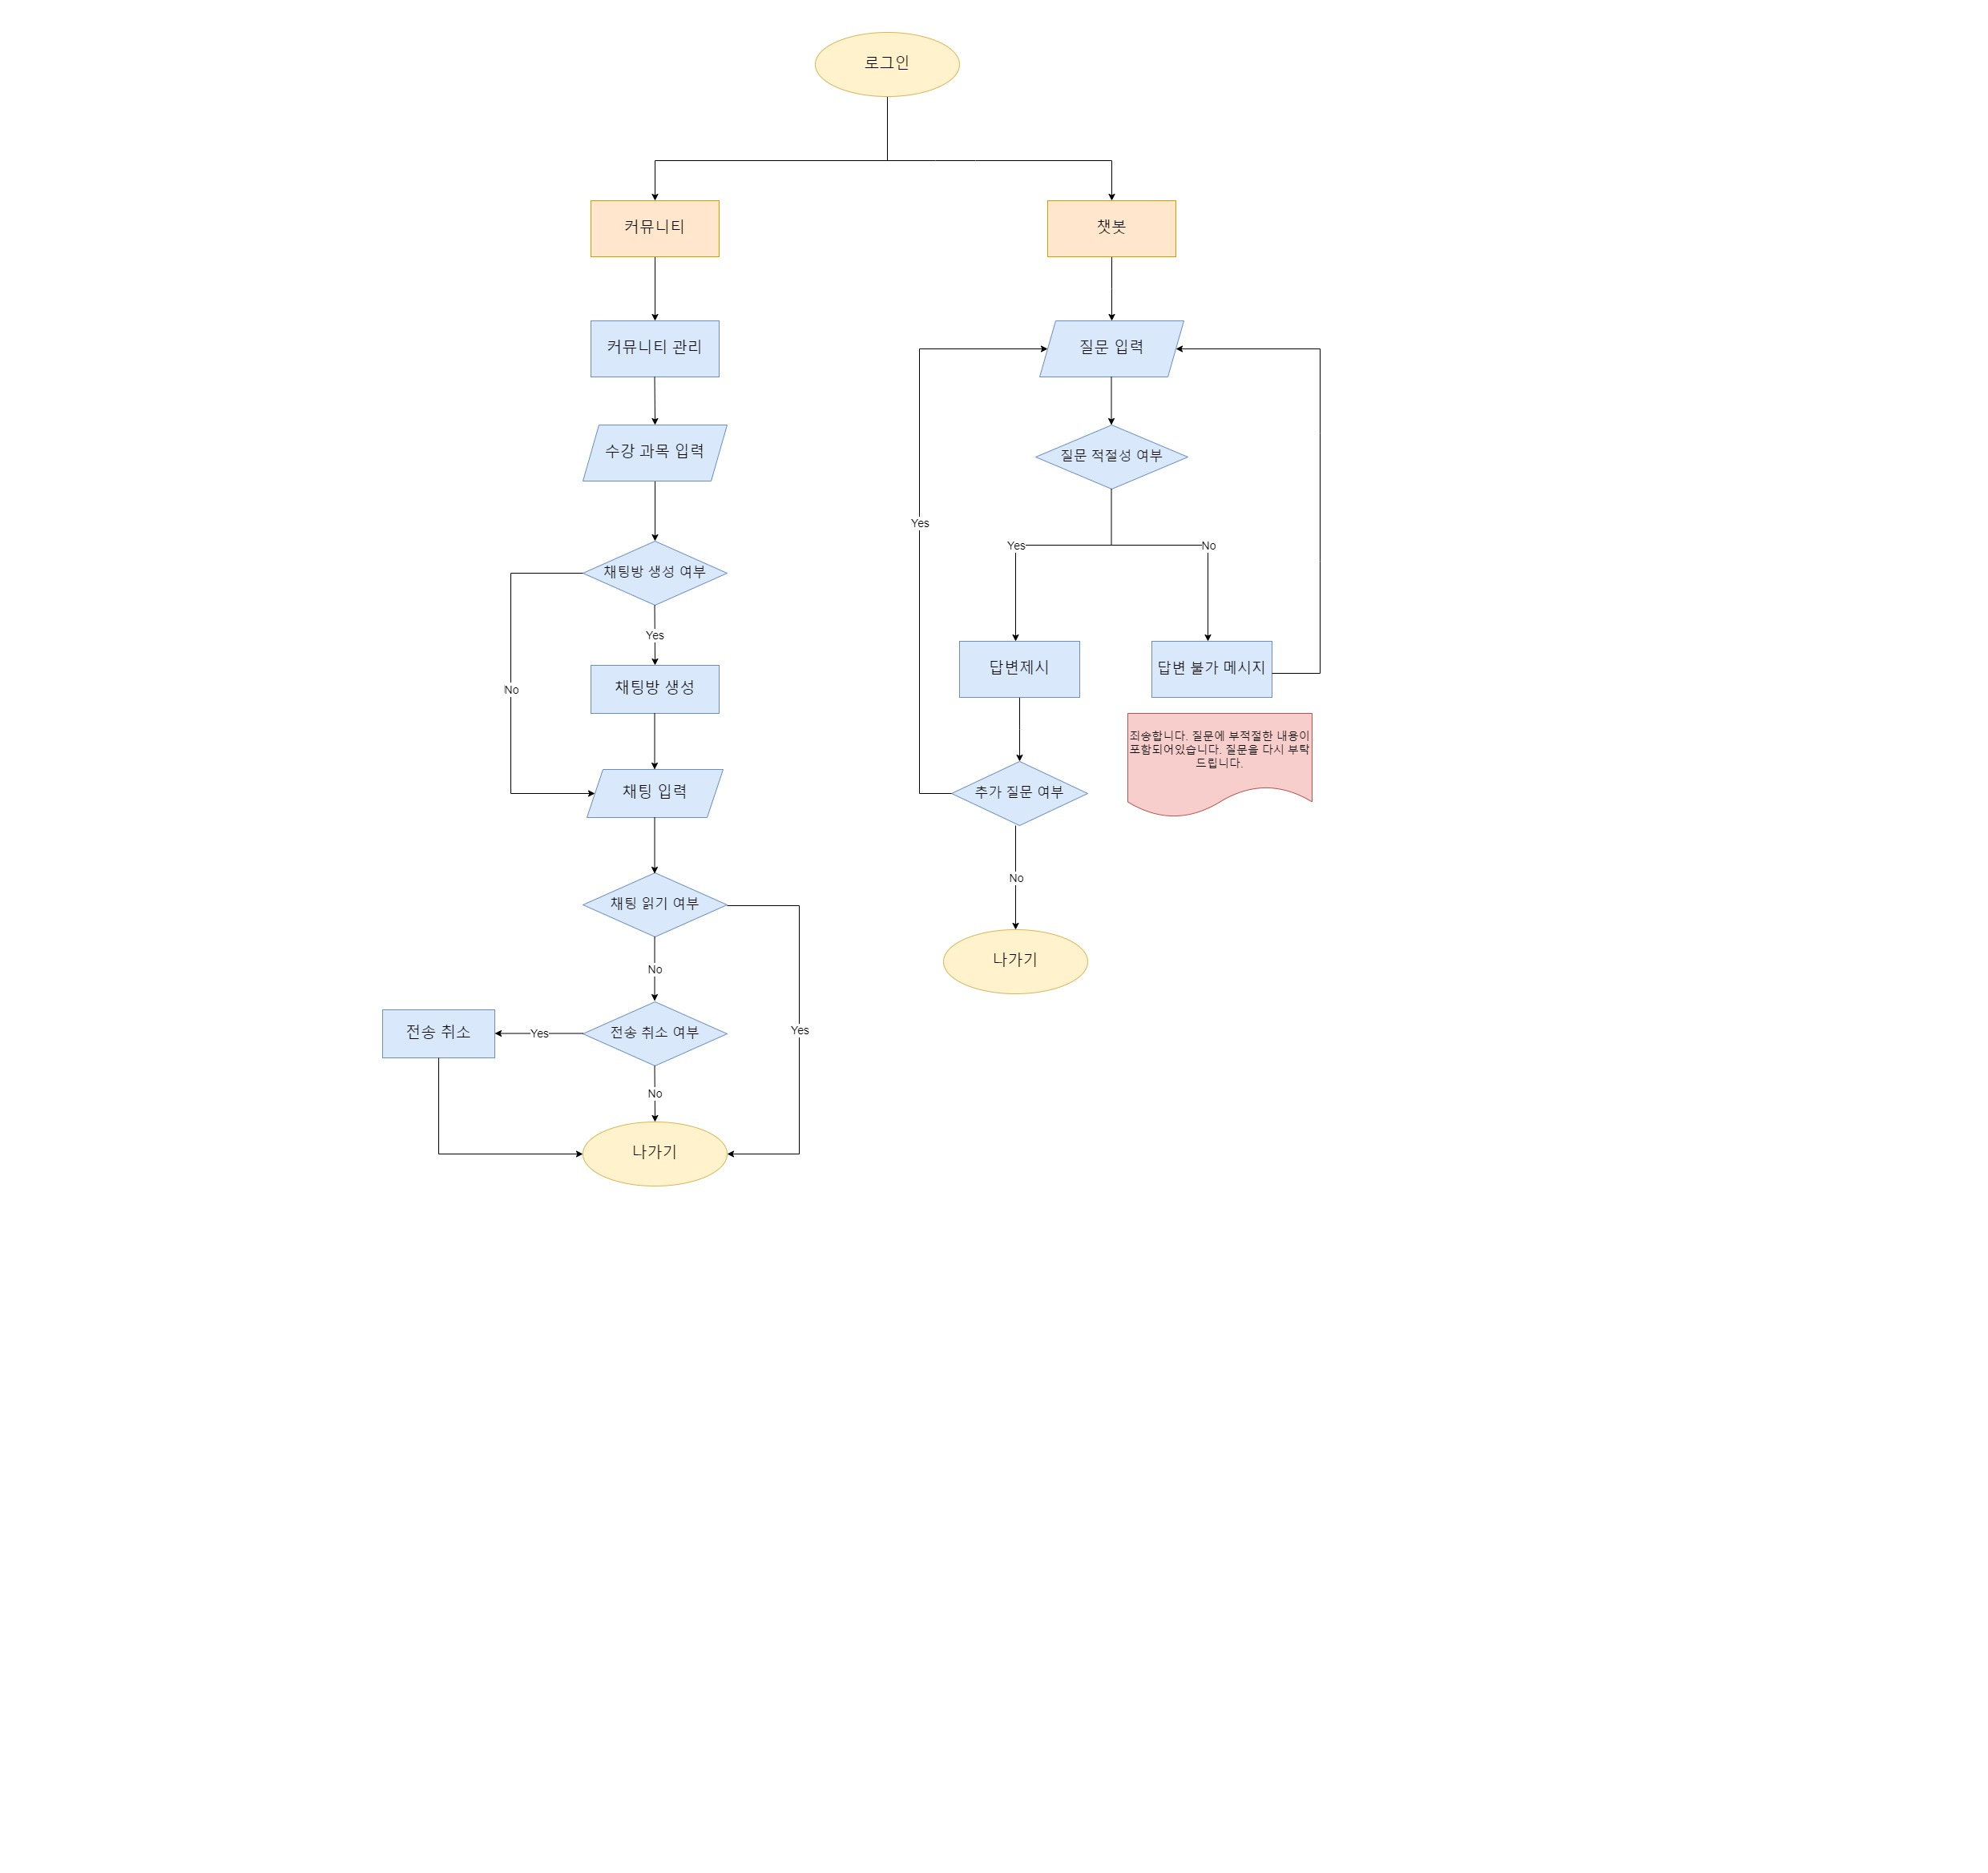 로그인
커뮤니티
챗봇
커뮤니티 관리
질문 입력
수강 과목 입력
질문 적절성 여부
Yes
Yes
No
채팅방 생성 여부
Yes
No
채팅방 생성
답변제시
답변 불가 메시지
죄송합니다. 질문에 부적절한 내용이
포함되어있습니다. 질문을 다시 부탁
드립니다.
채팅 입력
추가 질문 여부
No
채팅 읽기 여부
No
나가기
Yes
전송 취소
Yes
전송 취소 여부
No
나가기